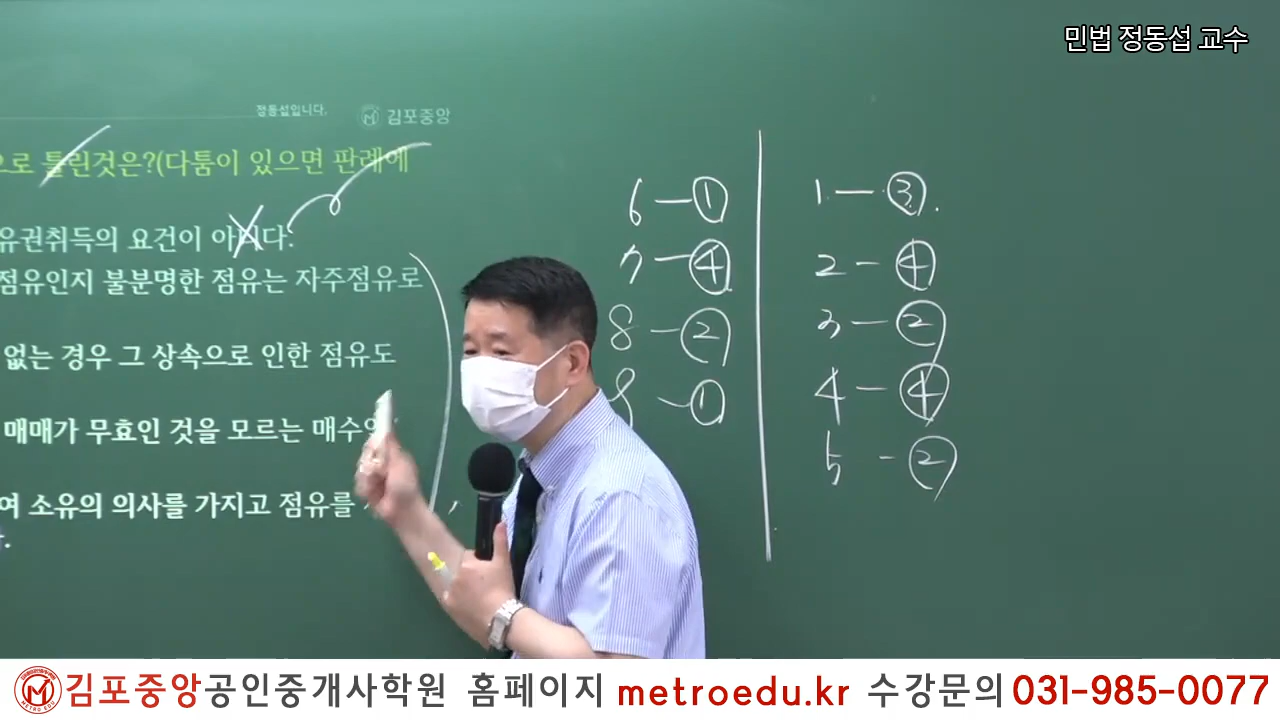 민법 정동섭 교수
정동섭입니다. 김포중앙
으로 틀린것은?(다툼이 있으면 판례에
유권취득의 요건이 아니다.
점유인지 불분명한 점유는 자주점유로
없는 경우 그 상속으로 인한 점유도
매매가 무효인 것을 모르는
여 소유의 의사를 가지고 점유를
6 — ①
7 — ④
8 — ②
9 — ①
1 — ③.
2 — ④
3 — ②
4 — ④
5 - ②
김포중앙공인중개사학원 홈페이지 metroedu.kr 수강문의 031-985-0077